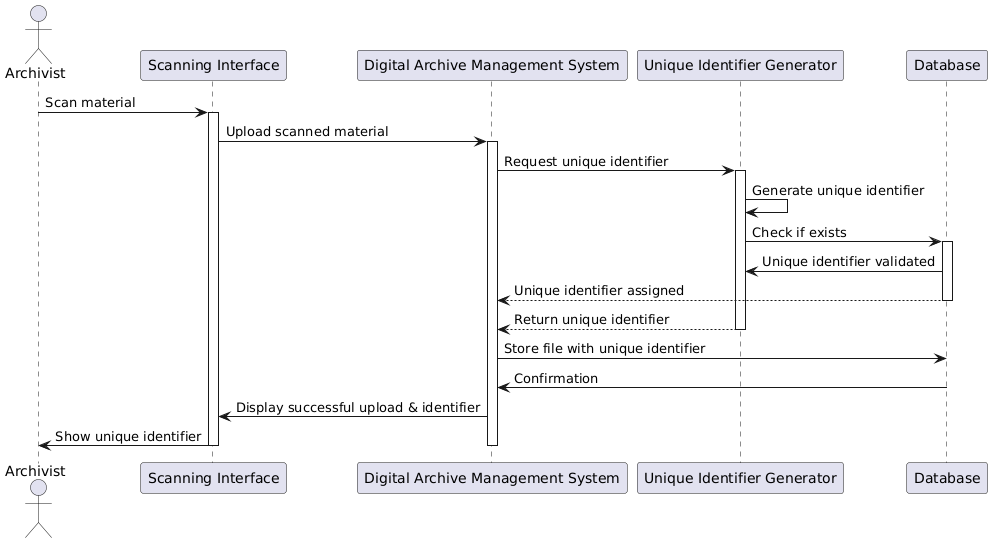 Archivist
Scanning Interface
Digital Archive Management System
Unique Identifier Generator
Database
Scan material
Upload scanned material
Request unique identifier
Generate unique identifier
Check if exists
Unique identifier validated
Unique identifier assigned
Return unique identifier
Store file with unique identifier
Confirmation
Display successful upload & identifier
Show unique identifier
Archivist
Scanning Interface
Digital Archive Management System
Unique Identifier Generator
Database